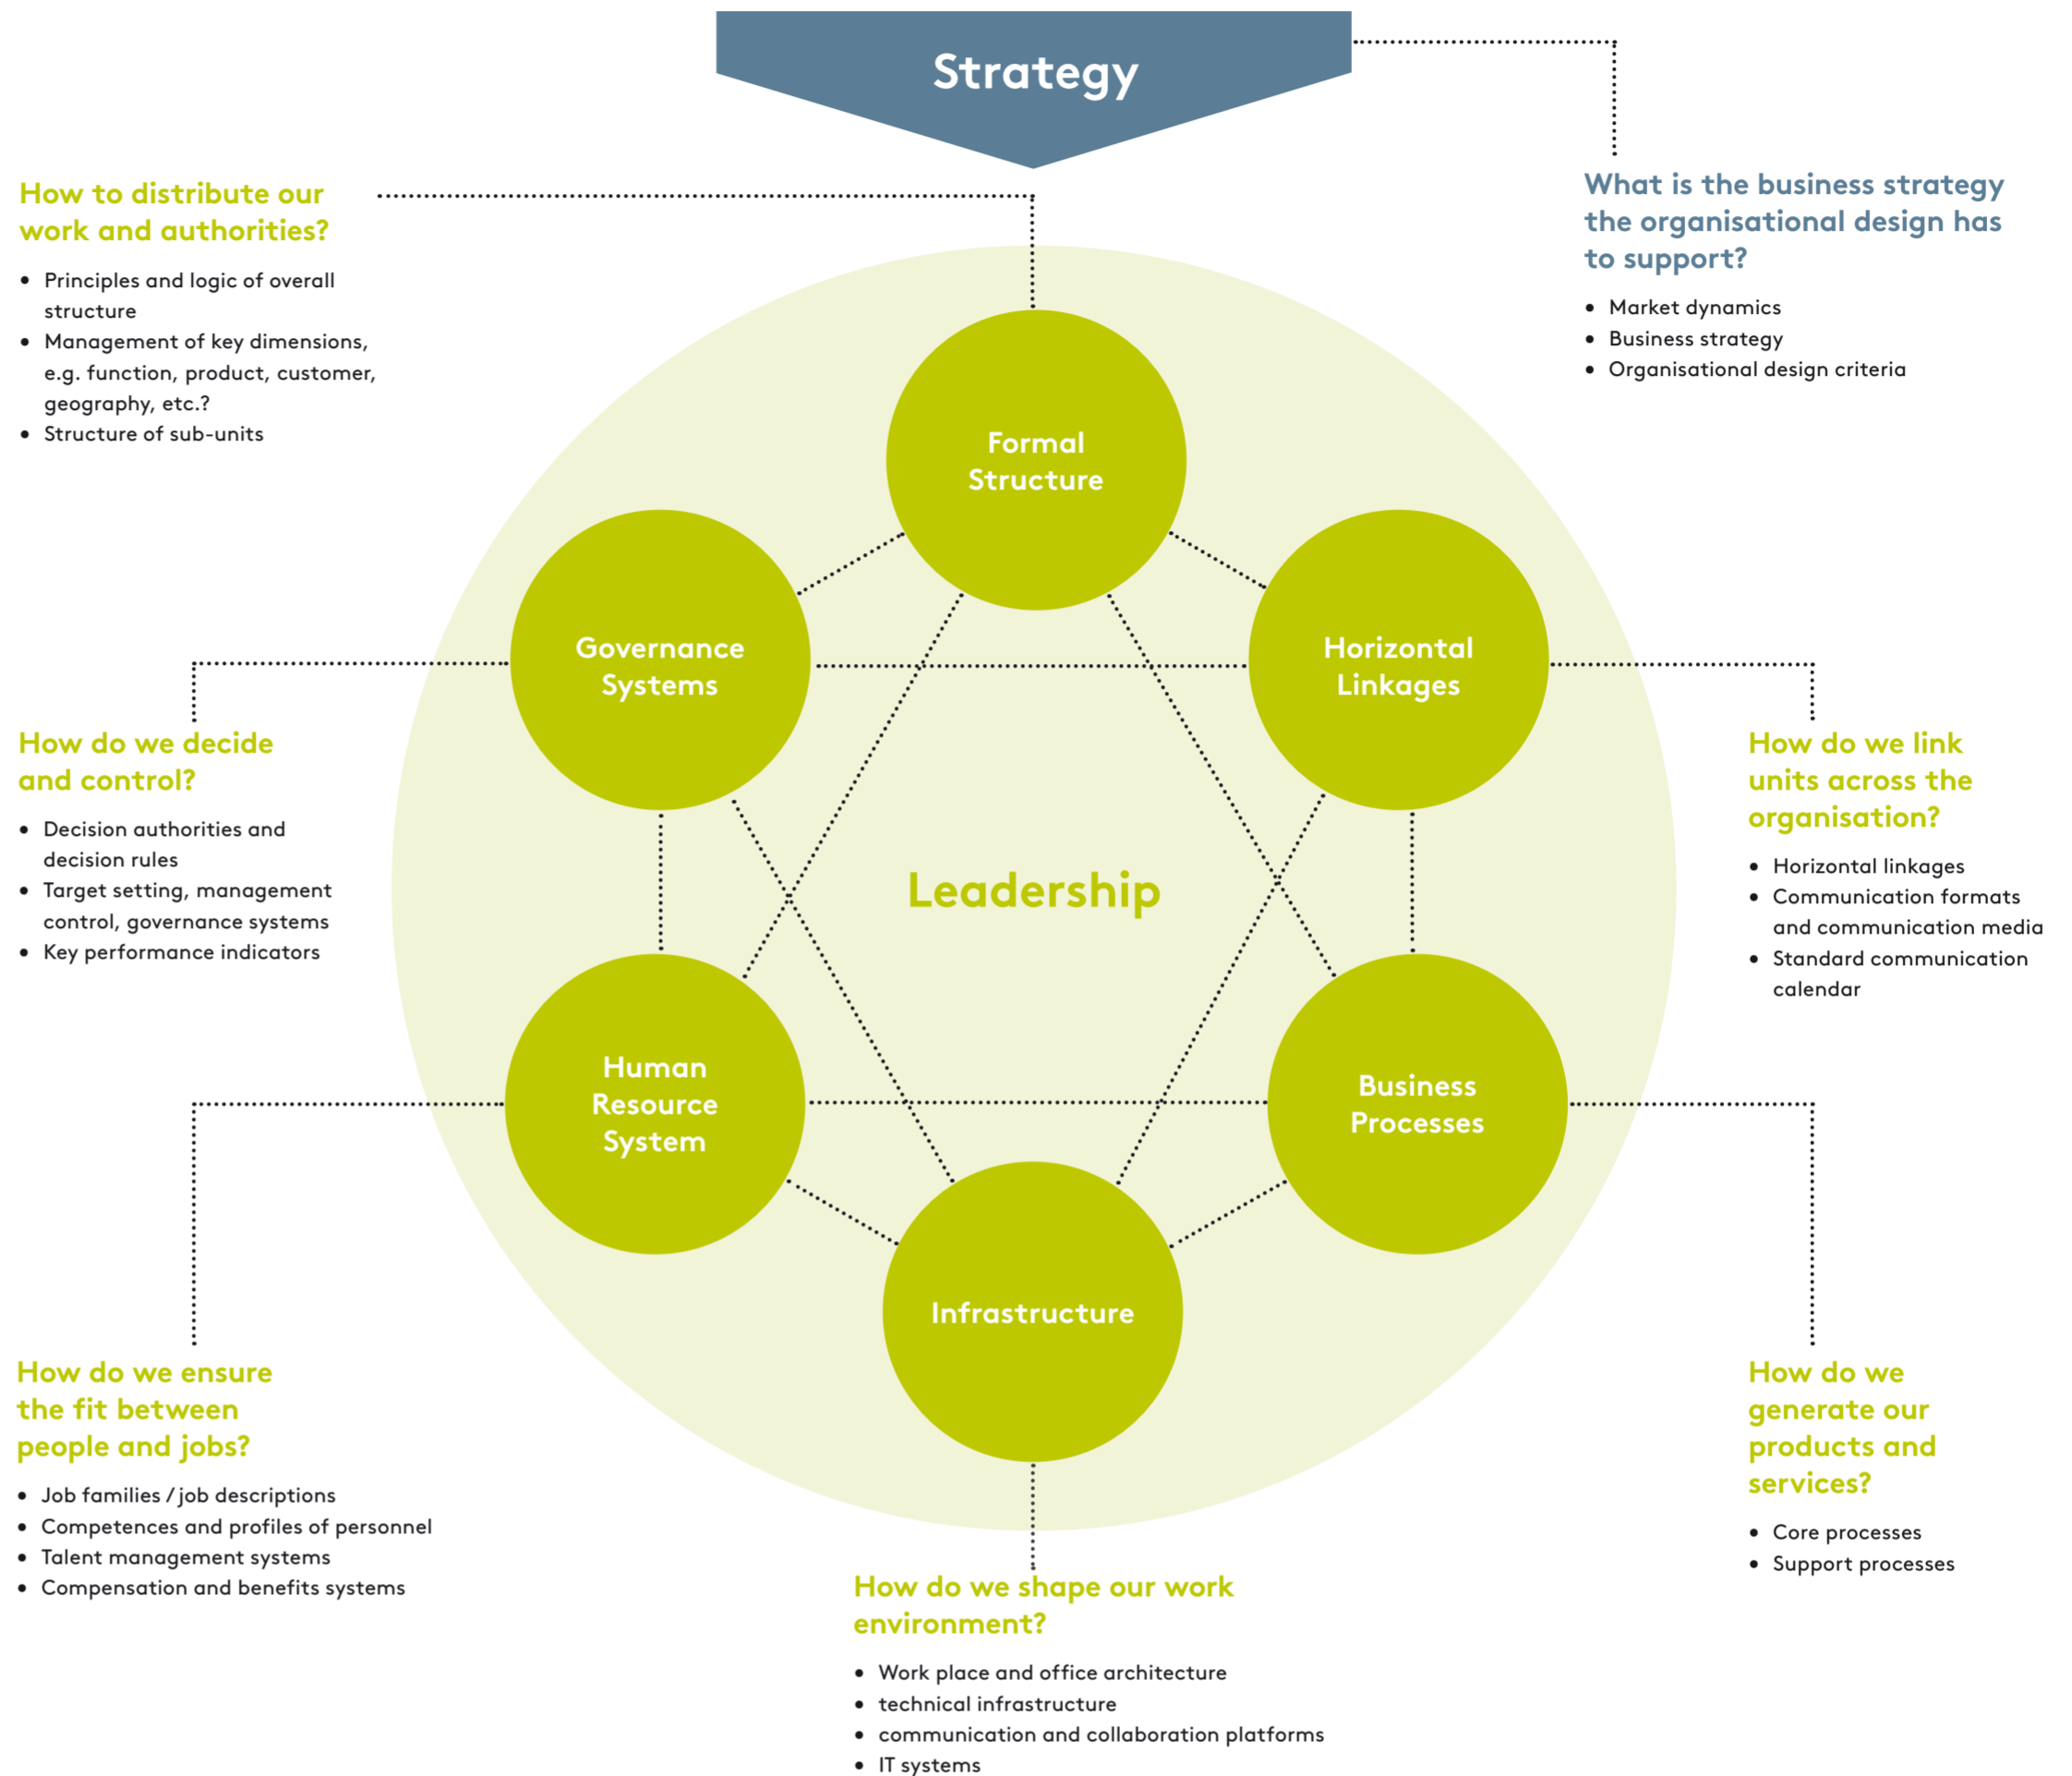 Strategy
How to distribute our
work and authorities?
• Principles and logic of overall
structure
• Management of key dimensions,
e.g. function, product, customer,
geography, etc.?
• Structure of sub-units
What is the business strategy
the organisational design has
to support?
• Market dynamics
• Business strategy
• Organisational design criteria
Formal
Structure
Governance
Systems
Horizontal
Linkages
How do we decide
and control?
• Decision authorities and
decision rules
• Target setting, management
control, governance systems
• Key performance indicators
Leadership
How do we link
units across the
organisation?
• Horizontal linkages
• Communication formats
and communication media
• Standard communication
calendar
Human
Resource
System
Business
Processes
Infrastructure
How do we ensure
the fit between
people and jobs?
• Job families / job descriptions
• Competences and profiles of personnel
• Talent management systems
• Compensation and benefits systems
How do we
generate our
products and
services?
• Core processes
• Support processes
How do we shape our work
environment?
• Work place and office architecture
• technical infrastructure
• communication and collaboration platforms
• IT systems